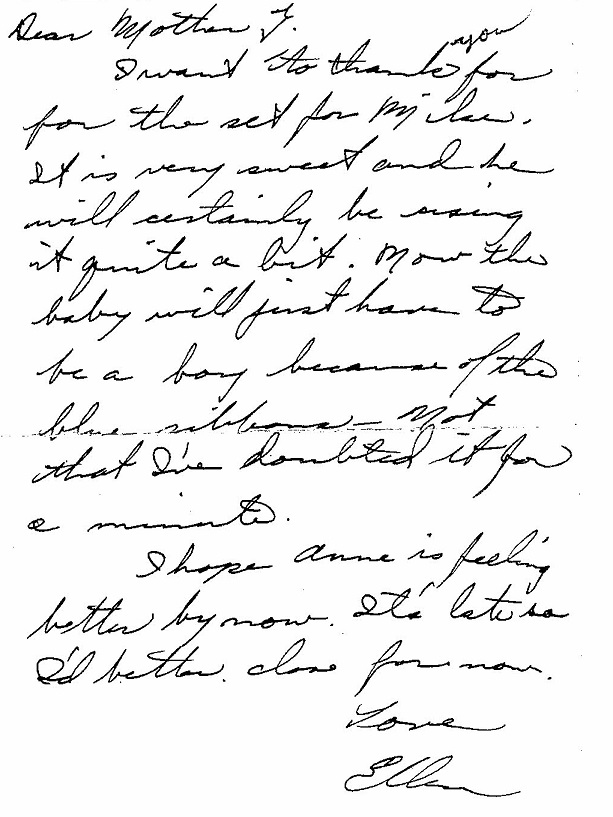 Dear Mother F.
I want to thank you for
for the set for Mike.
It is very sweet and he
will certainly be using
it quite a bit. Now the
baby will just have to
be a boy because of the
blue ribbons – Not
that I've doubted it for
a minute.
I hope Anne is feeling
better by now. It's late so
I'd better close for now.
Love
Ellen